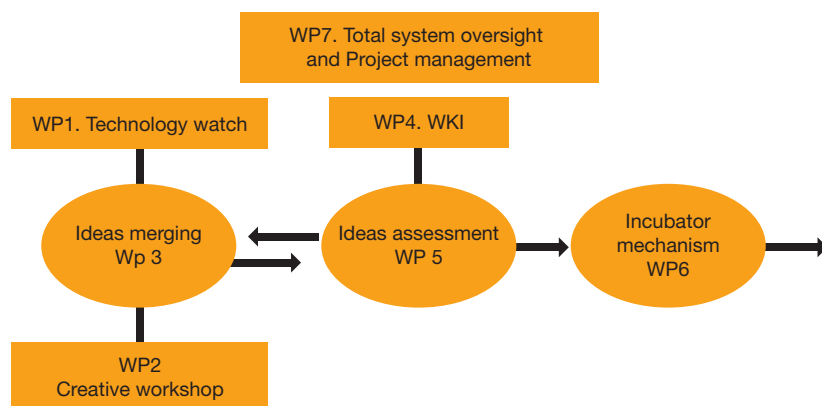 WP7. Total system oversight
and Project management
WP1. Technology watch
WP4. WKI
Ideas merging
Wp 3
Ideas assessment
WP 5
Incubator
mechanism
WP6
WP2
Creative workshop